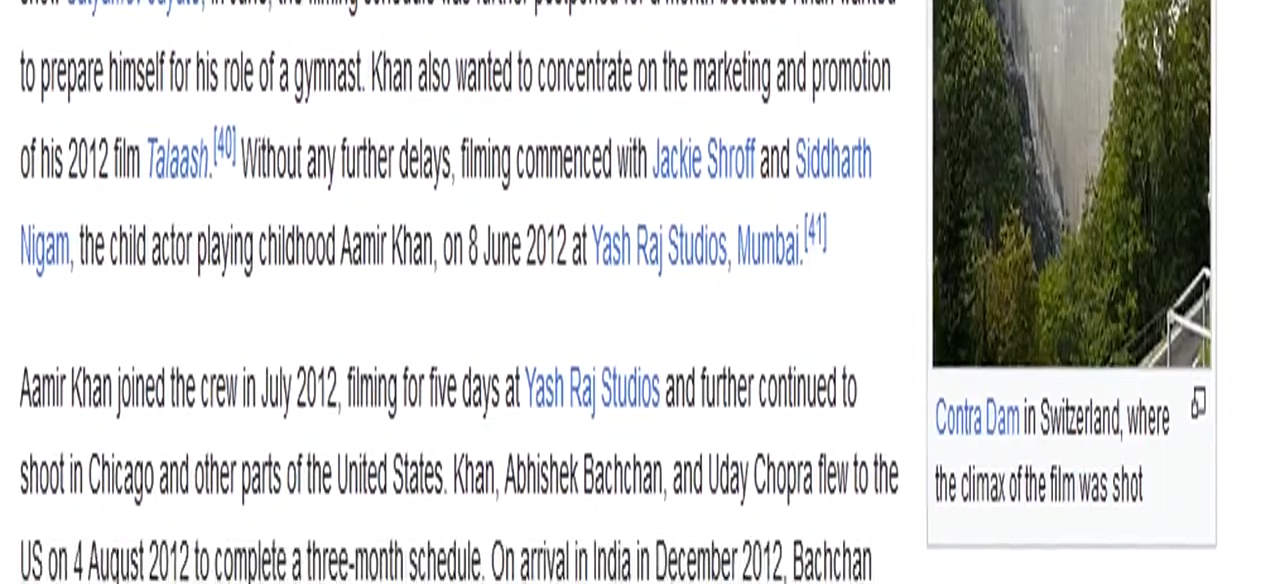 to prepare himself for his role of a gymnast. Khan also wanted to concentrate on the marketing and promotion
of his 2012 film Talaash.[40] Without any further delays, filming commenced with Jackie Shroff and Siddharth
Nigam, the child actor playing childhood Aamir Khan, on 8 June 2012 at Yash Raj Studios, Mumbai.[41]
Aamir Khan joined the crew in July 2012, filming for five days at Yash Raj Studios and further continued to
shoot in Chicago and other parts of the United States. Khan, Abhishek Bachchan, and Uday Chopra flew to the
US on 4 August 2012 to complete a three-month schedule. On arrival in India in December 2012, Bachchan
Contra Dam in Switzerland, where
the climax of the film was shot